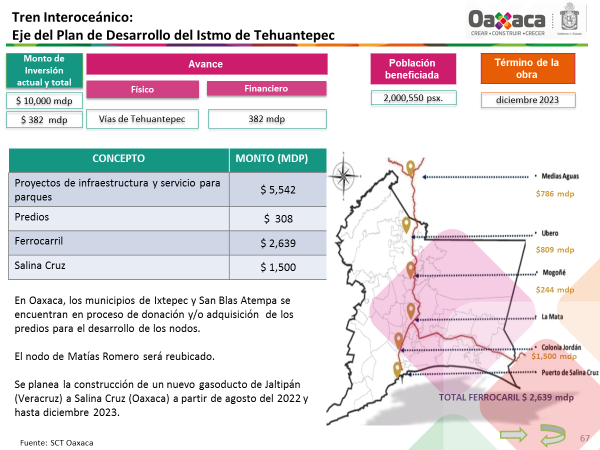 Tren Interoceánico:
Eje del Plan de Desarrollo del Istmo de Tehuantepec
Oaxaca
CREAR • CONSTRUIR • CRECER
Monto de
Inversión
actual y total
Avance
Físico
Financiero
Población
beneficiada
Término de la
obra
$ 10,000 mdp
$ 382 mdp
Vías de Tehuantepec
382 mdp
2,000,550 psx.
diciembre 2023
CONCEPTO
MONTO (MDP)
Proyectos de infraestructura y servicio para
parques
$ 5,542
Predios
$ 308
Ferrocarril
$ 2,639
Salina Cruz
$ 1,500
Medias Aguas
$786 mdp
Ubero
$809 mdp
Mogoñé
$244 mdp
La Mata
Colonia Jordán
$1,500 mdp
Puerto de Salina Cruz
TOTAL FERROCARIL $ 2,639 mdp
En Oaxaca, los municipios de Ixtepec y San Blas Atempa se
encuentran en proceso de donación y/o adquisición de los
predios para el desarrollo de los nodos.
El nodo de Matías Romero será reubicado.
Se planea la construcción de un nuevo gasoducto de Jaltipán
(Veracruz) a Salina Cruz (Oaxaca) a partir de agosto del 2022 y
hasta diciembre 2023.
Fuente: SCT Oaxaca
67